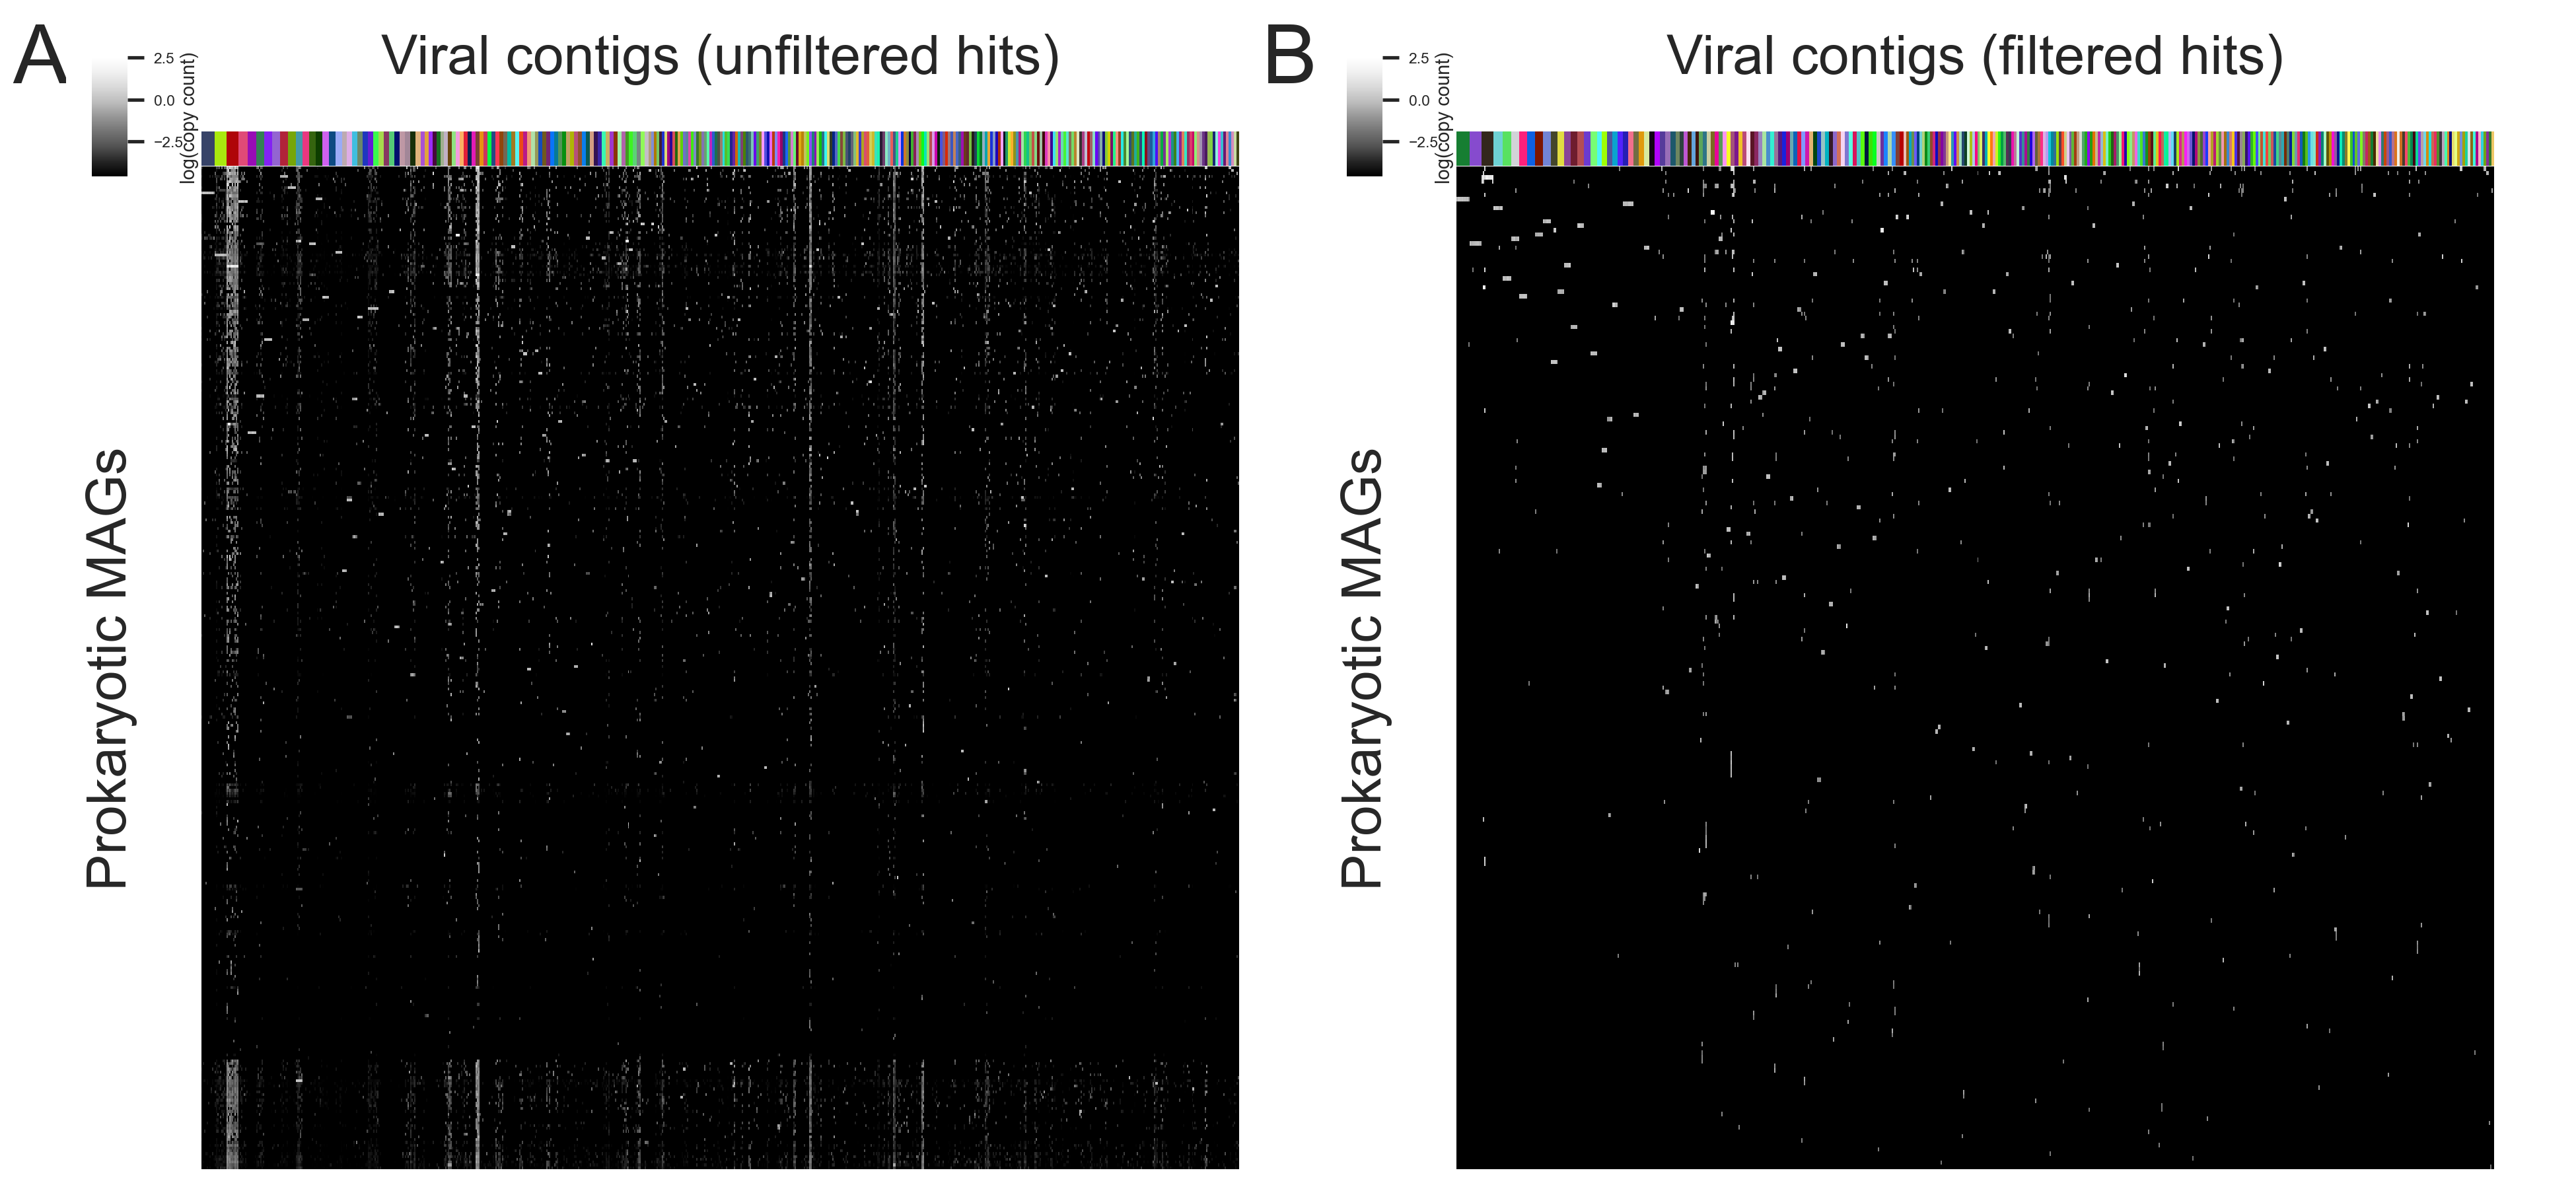 A
Viral contigs (unfiltered hits)
2.5
0.0
−2.5
log(copy count)
Prokaryotic MAGs
B
Viral contigs (filtered hits)
2.5
0.0
−2.5
log(copy count)
Prokaryotic MAGs